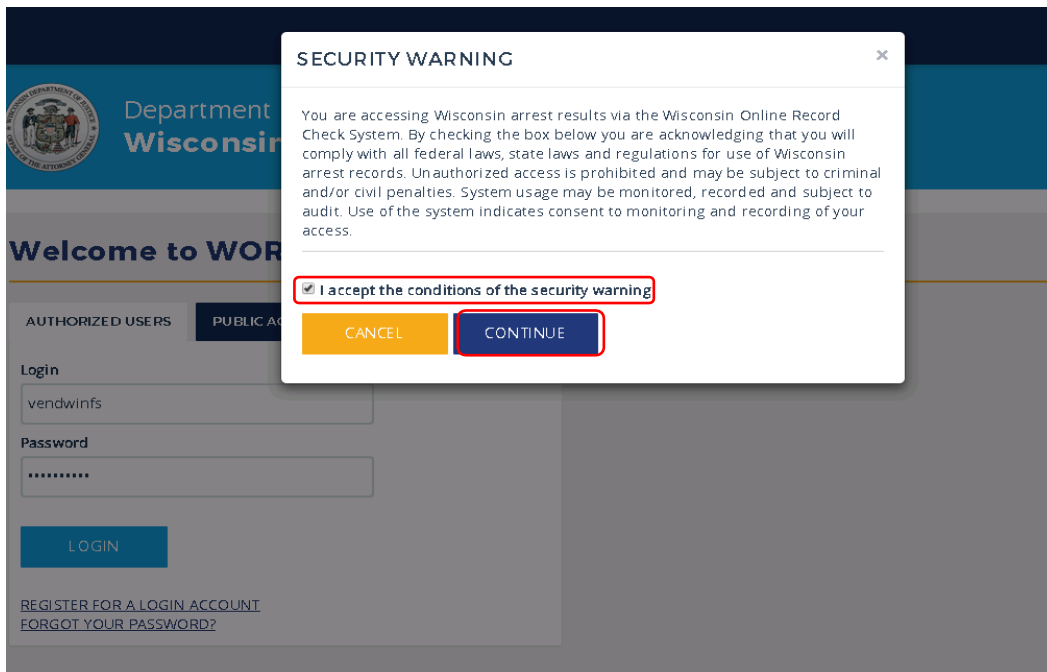 SECURITY WARNING ×
You are accessing Wisconsin arrest results via the Wisconsin Online Record
Check System. By checking the box below you are acknowledging that you will
comply with all federal laws, state laws and regulations for use of Wisconsin
arrest records. Unauthorized access is prohibited and may be subject to criminal
and/or civil penalties. System usage may be monitored, recorded and subject to
audit. Use of the system indicates consent to monitoring and recording of your
access.
I accept the conditions of the security warning
CANCEL CONTINUE
Department
Wisconsin
Welcome to WOR
AUTHORIZED USERS PUBLIC AC
Login
vendwinfs
Password
••••••••••
LOGIN
REGISTER FOR A LOGIN ACCOUNT
FORGOT YOUR PASSWORD?